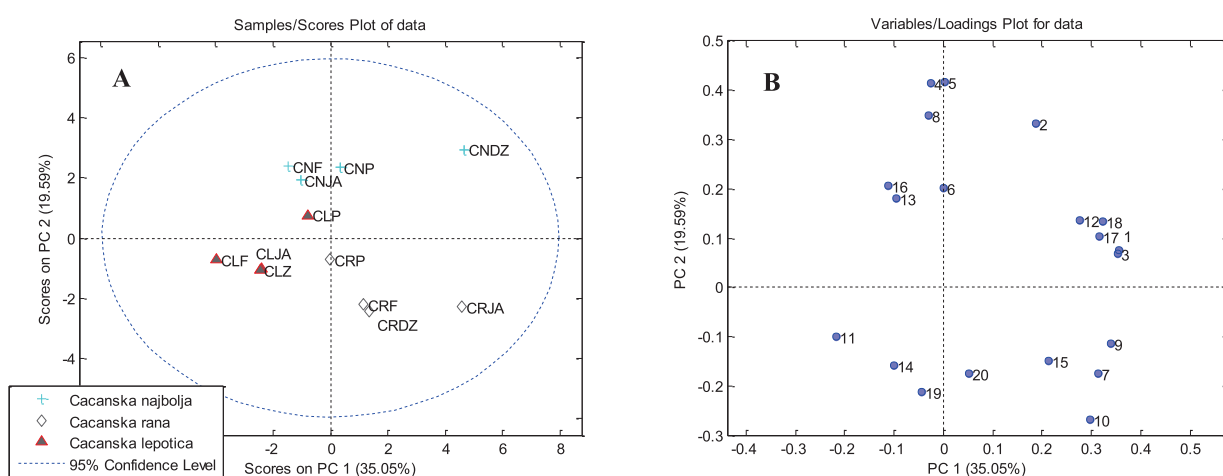 Samples/Scores Plot of data
A
Scores on PC 2 (19.59%)
6
4
2
0
-2
-4
CNF
CNP
CNJA
CNDZ
CLP
CLF
CLJA
CLZ
CRP
CRF
CRDZ
CRJA
-4
-2
0
2
4
6
8
Scores on PC 1 (35.05%)
Cacanska najbolja
Cacanska rana
Cacanska lepotica
95% Confidence Level
Variables/Loadings Plot for data
B
PC 2 (19.59%)
0.5
0.4
0.3
0.2
0.1
0
-0.1
-0.2
-0.3
4
5
8
2
16
13
6
12
18
17
1
3
11
14
19
20
15
9
7
10
-0.4
-0.3
-0.2
-0.1
0
0.1
0.2
0.3
0.4
0.5
PC 1 (35.05%)